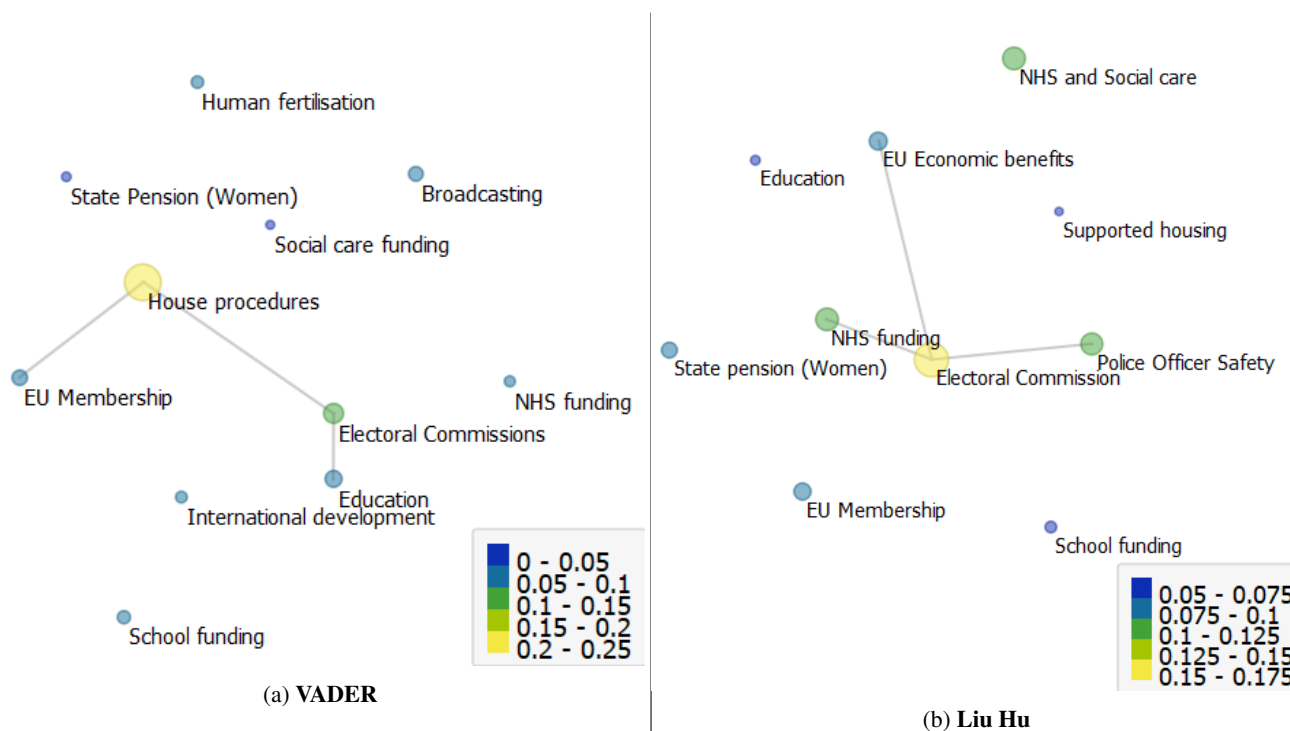 Human fertilisation
State Pension (Women)
Broadcasting
Social care funding
House procedures
EU Membership
NHS funding
Electoral Commissions
Education
International development
School funding
0 - 0.05
0.05 - 0.1
0.1 - 0.15
0.15 - 0.2
0.2 - 0.25
(a) VADER
NHS and Social care
EU Economic benefits
Education
Supported housing
NHS funding
State pension (Women)
Police Officer Safety
Electoral Commission
EU Membership
School funding
0.05 - 0.075
0.075 - 0.1
0.1 - 0.125
0.125 - 0.15
0.15 - 0.175
(b) Liu Hu